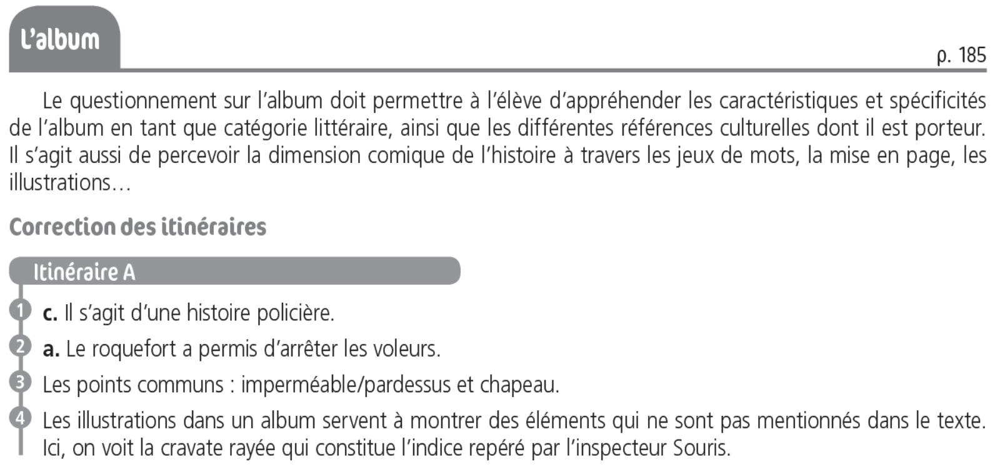 L’album
p. 185
Le questionnement sur l’album doit permettre à l’élève d’appréhender les caractéristiques et spécificités
de l’album en tant que catégorie littéraire, ainsi que les différentes références culturelles dont il est porteur.
Il s’agit aussi de percevoir la dimension comique de l’histoire à travers les jeux de mots, la mise en page, les
illustrations…
Correction des itinéraires
Itinéraire A
1 c. Il s’agit d’une histoire policière.
2 a. Le roquefort a permis d’arrêter les voleurs.
3 Les points communs : imperméable/pardessus et chapeau.
4 Les illustrations dans un album servent à montrer des éléments qui ne sont pas mentionnés dans le texte.
Ici, on voit la cravate rayée qui constitue l’indice repéré par l’inspecteur Souris.